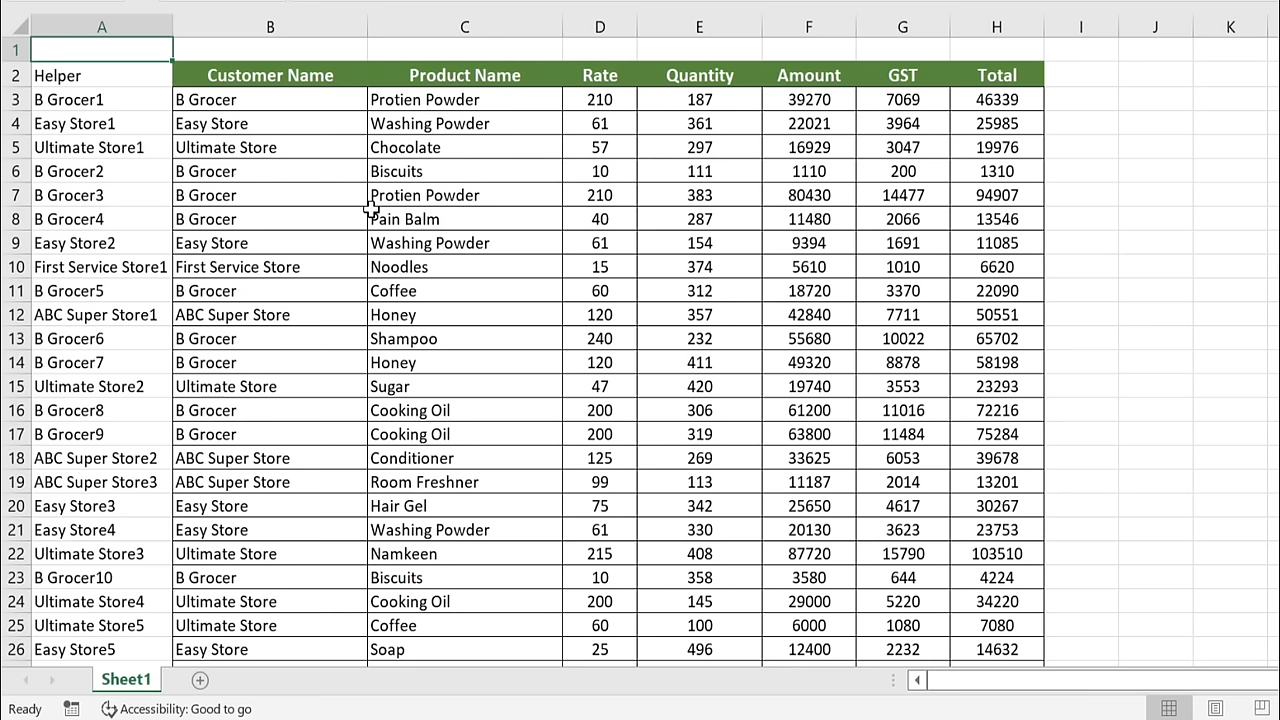 A B C D E F G H I J K
1
2 Helper Customer Name Product Name Rate Quantity Amount GST Total
3 B Grocer1 B Grocer Protien Powder 210 187 39270 7069 46339
4 Easy Store1 Easy Store Washing Powder 61 361 22021 3964 25985
5 Ultimate Store1 Ultimate Store Chocolate 57 297 16929 3047 19976
6 B Grocer2 B Grocer Biscuits 10 111 1110 200 1310
7 B Grocer3 B Grocer Protien Powder 210 383 80430 14477 94907
8 B Grocer4 B Grocer Pain Balm 40 287 11480 2066 13546
9 Easy Store2 Easy Store Washing Powder 61 154 9394 1691 11085
10 First Service Store1 First Service Store Noodles 15 374 5610 1010 6620
11 B Grocer5 B Grocer Coffee 60 312 18720 3370 22090
12 ABC Super Store1 ABC Super Store Honey 120 357 42840 7711 50551
13 B Grocer6 B Grocer Shampoo 240 232 55680 10022 65702
14 B Grocer7 B Grocer Honey 120 411 49320 8878 58198
15 Ultimate Store2 Ultimate Store Sugar 47 420 19740 3553 23293
16 B Grocer8 B Grocer Cooking Oil 200 306 61200 11016 72216
17 B Grocer9 B Grocer Cooking Oil 200 319 63800 11484 75284
18 ABC Super Store2 ABC Super Store Conditioner 125 269 33625 6053 39678
19 ABC Super Store3 ABC Super Store Room Freshner 99 113 11187 2014 13201
20 Easy Store3 Easy Store Hair Gel 75 342 25650 4617 30267
21 Easy Store4 Easy Store Washing Powder 61 330 20130 3623 23753
22 Ultimate Store3 Ultimate Store Namkeen 215 408 87720 15790 103510
23 B Grocer10 B Grocer Biscuits 10 358 3580 644 4224
24 Ultimate Store4 Ultimate Store Cooking Oil 200 145 29000 5220 34220
25 Ultimate Store5 Ultimate Store Coffee 60 100 6000 1080 7080
26 Easy Store5 Easy Store Soap 25 496 12400 2232 14632
Sheet1
Ready Accessibility: Good to go